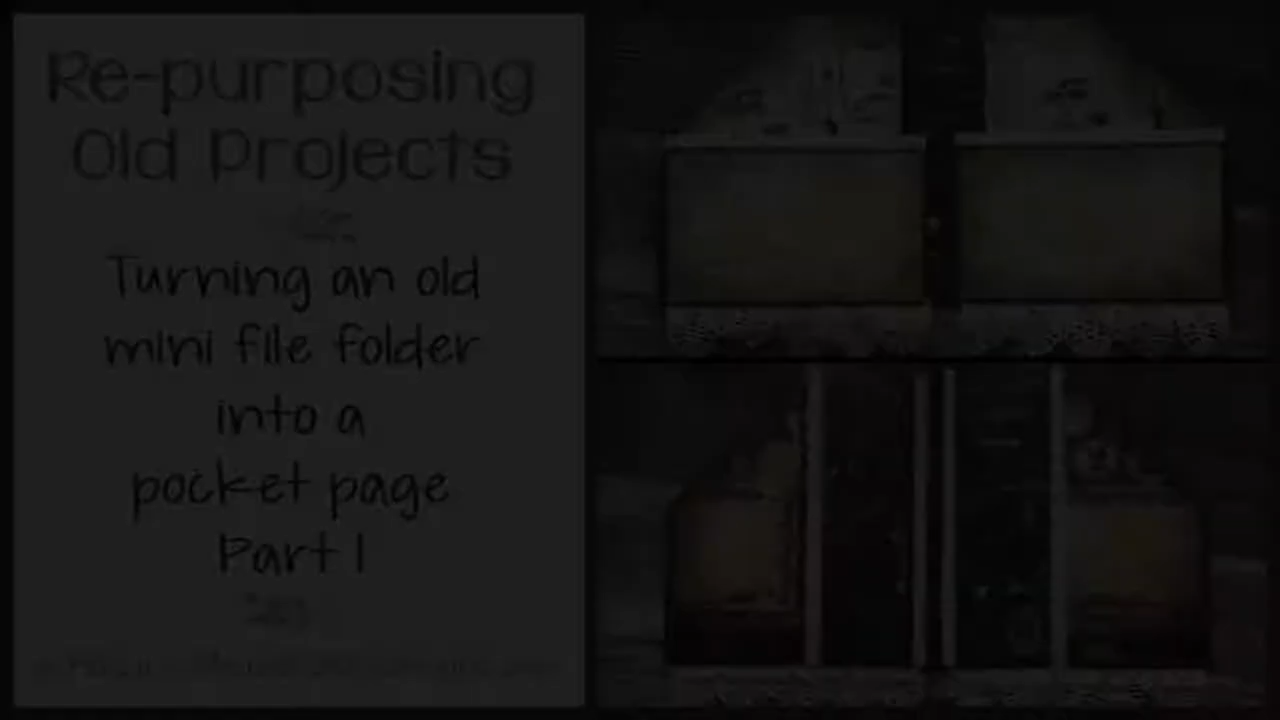 Re-purposing
Old Projects
Turning an old
mini file folder
into a
pocket page
Part 1